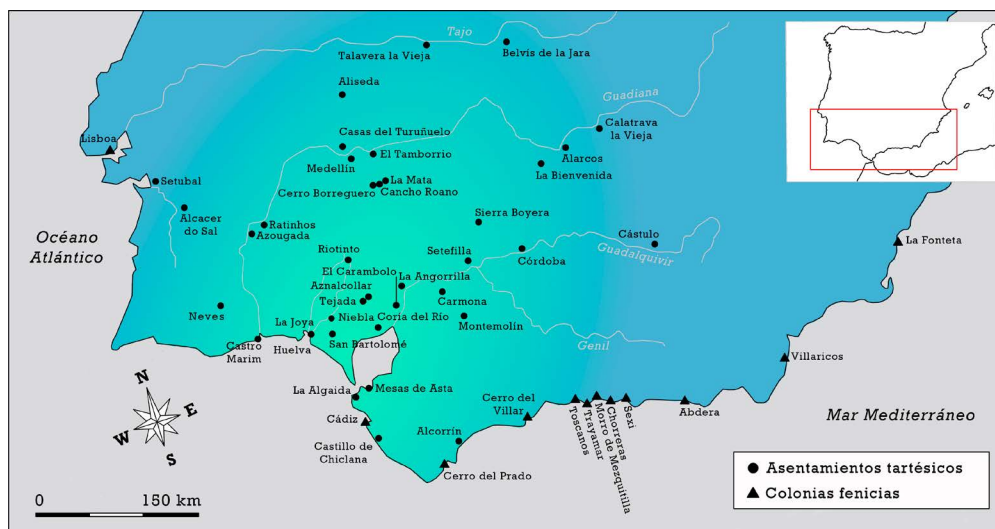 Tajo
Talavera la Vieja
Belvís de la Jara
Aliseda
Guadiana
Calatrava
la Vieja
Casas del Turuñuelo
Lisboa
El Tamborrio
Alarcos
Medellín
La Bienvenida
Setubal
La Mata
Cerro Borreguero
Cancho Roano
Alcacer
do Sal
Ratinhos
Azougada
Sierra Boyera
Océano
Atlántico
Riotinto
Setefilla
Córdoba
Guadalquivir
Cástulo
La Fonteta
El Carambolo
La Angorrilla
Aznalcollar
Tejada
Carmona
Neves
Niebla
Coria del Río
Montemolín
La Joya
Huelva
San Bartolomé
Genil
Castro
Marim
Villaricos
N
E
W
S
La Algaida
Mesas de Asta
Cádiz
Cerro del
Villar
Toscanos
Trayamar
Morro de Mezquitilla
Chorreras
Sexi
Abdera
Mar Mediterráneo
Castillo de
Chiclana
Alcorrín
Cerro del Prado
Asentamientos tartésicos
Colonias fenicias
0 150 km